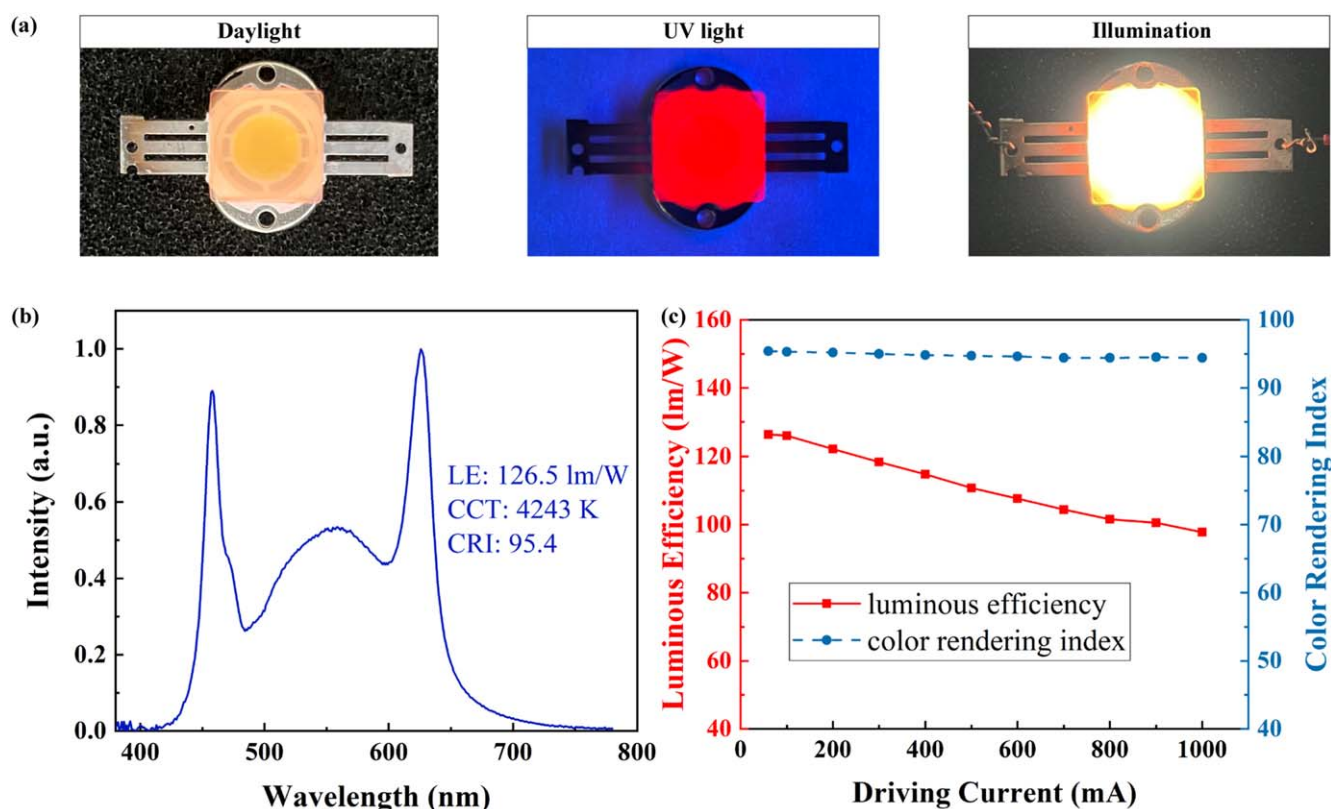 (a)
Daylight
UV light
Illumination
(b)
1.0
0.8
0.6
0.4
0.2
0.0
400
500
600
700
800
Intensity (a.u.)
Wavelength (nm)
LE: 126.5 lm/W
CCT: 4243 K
CRI: 95.4
(c)
160
140
120
100
80
60
40
Luminous Efficiency (lm/W)
100
90
80
70
60
50
40
Color Rendering Index
luminous efficiency
color rendering index
0
200
400
600
800
1000
Driving Current (mA)